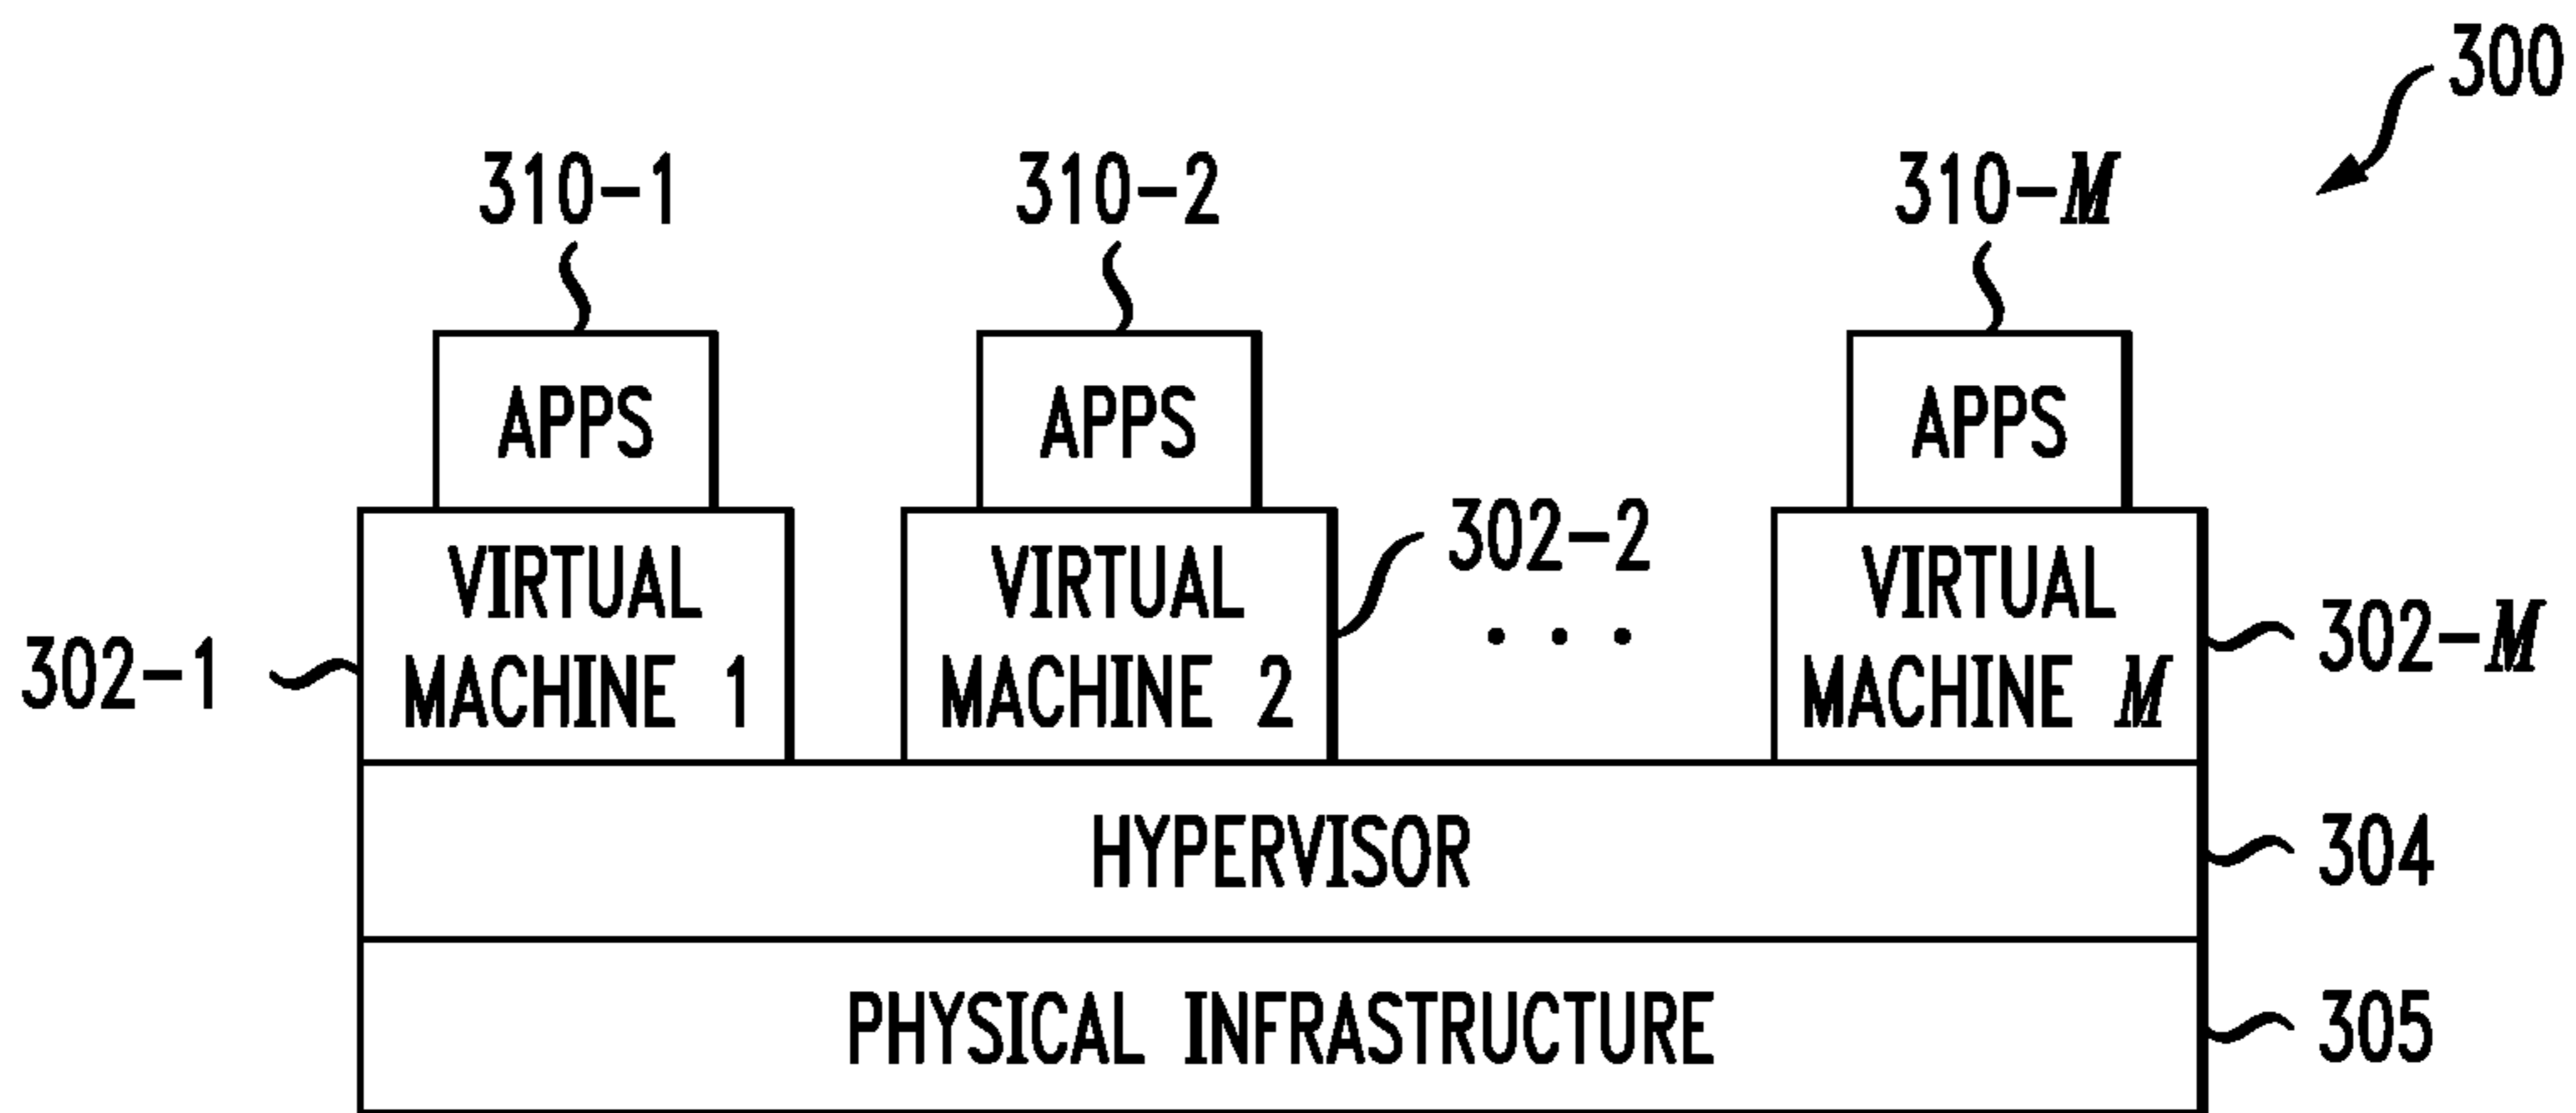 300
310-1 310-2 310-M
APPS APPS APPS
302-2
VIRTUAL VIRTUAL VIRTUAL
302-M
302-1
MACHINE 1 MACHINE 2 . . . MACHINE M
HYPERVISOR
304
PHYSICAL INFRASTRUCTURE
305